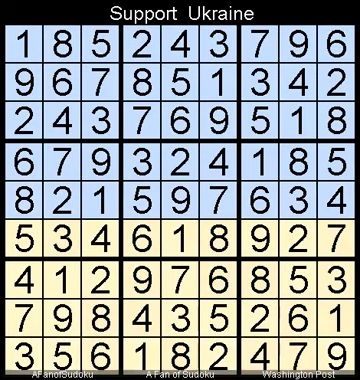 Support Ukraine
1 8 5 2 4 3 7 9 6
9 6 7 8 5 1 3 4 2
2 4 3 7 6 9 5 1 8
6 7 9 3 2 4 1 8 5
8 2 1 5 9 7 6 3 4
5 3 4 6 1 8 9 2 7
4 1 2 9 7 6 8 5 3
7 9 8 4 3 5 2 6 1
3 5 6 1 8 2 4 7 9
AFanofSudoku A Fan of Sudoku Washington Post